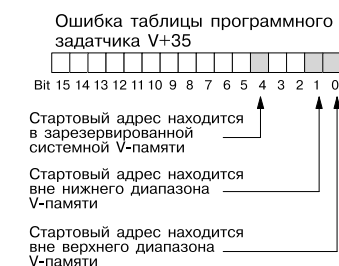 Ошибка таблицы программного
задатчика V+35
Bit 15 14 13 12 11 10 9 8 7 6 5 4 3 2 1 0
Стартовый адрес находится
в зарезервированной
системной V-памяти
Стартовый адрес находится
вне нижнего диапазона
V-памяти
Стартовый адрес находится
вне верхнего диапазона
V-памяти